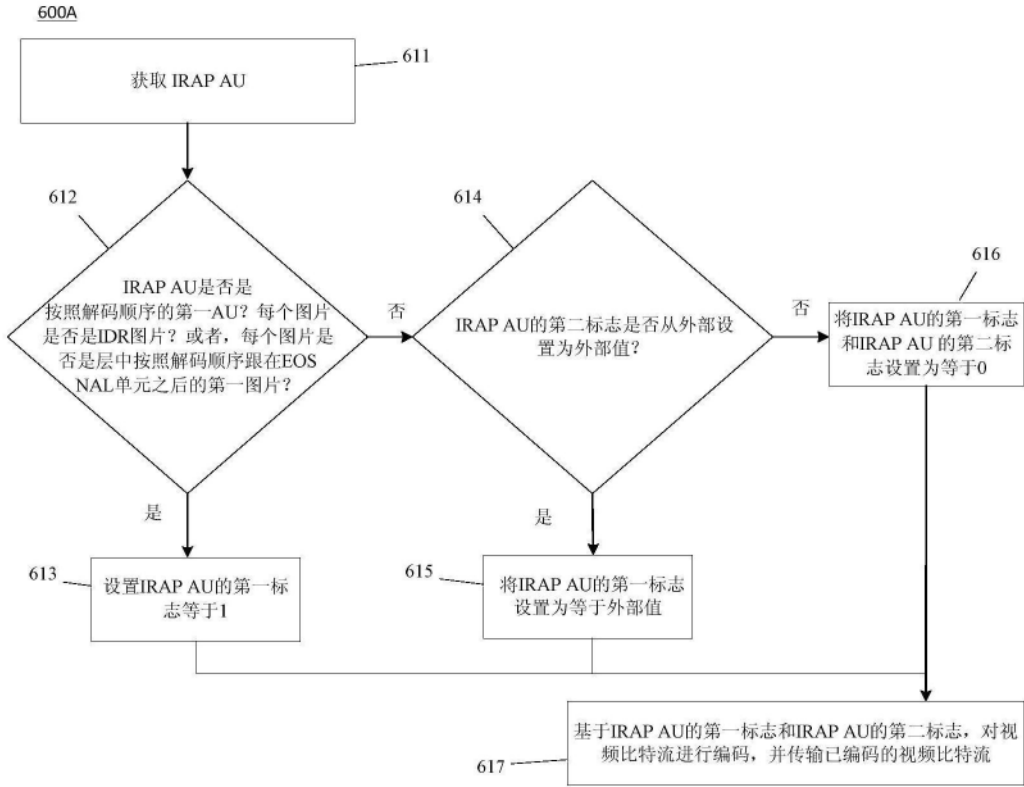 600A
获取 IRAP AU
611
612
IRAP AU是否是
按照解码顺序的第一AU？每个图片
是否是IDR图片？或者，每个图片是
否是层中按照解码顺序跟在EOS
NAL单元之后的第一图片？
否
614
IRAP AU的第二标志是否从外部设
置为外部值？
否
616
将IRAP AU的第一标志
和IRAP AU 的第二标
志设置为等于0
是
613
设置IRAP AU的第一标
志等于1
是
615
将IRAP AU的第一标志
设置为等于外部值
基于IRAP AU的第一标志和IRAP AU的第二标志，对视
频比特流进行编码，并传输已编码的视频比特流
617